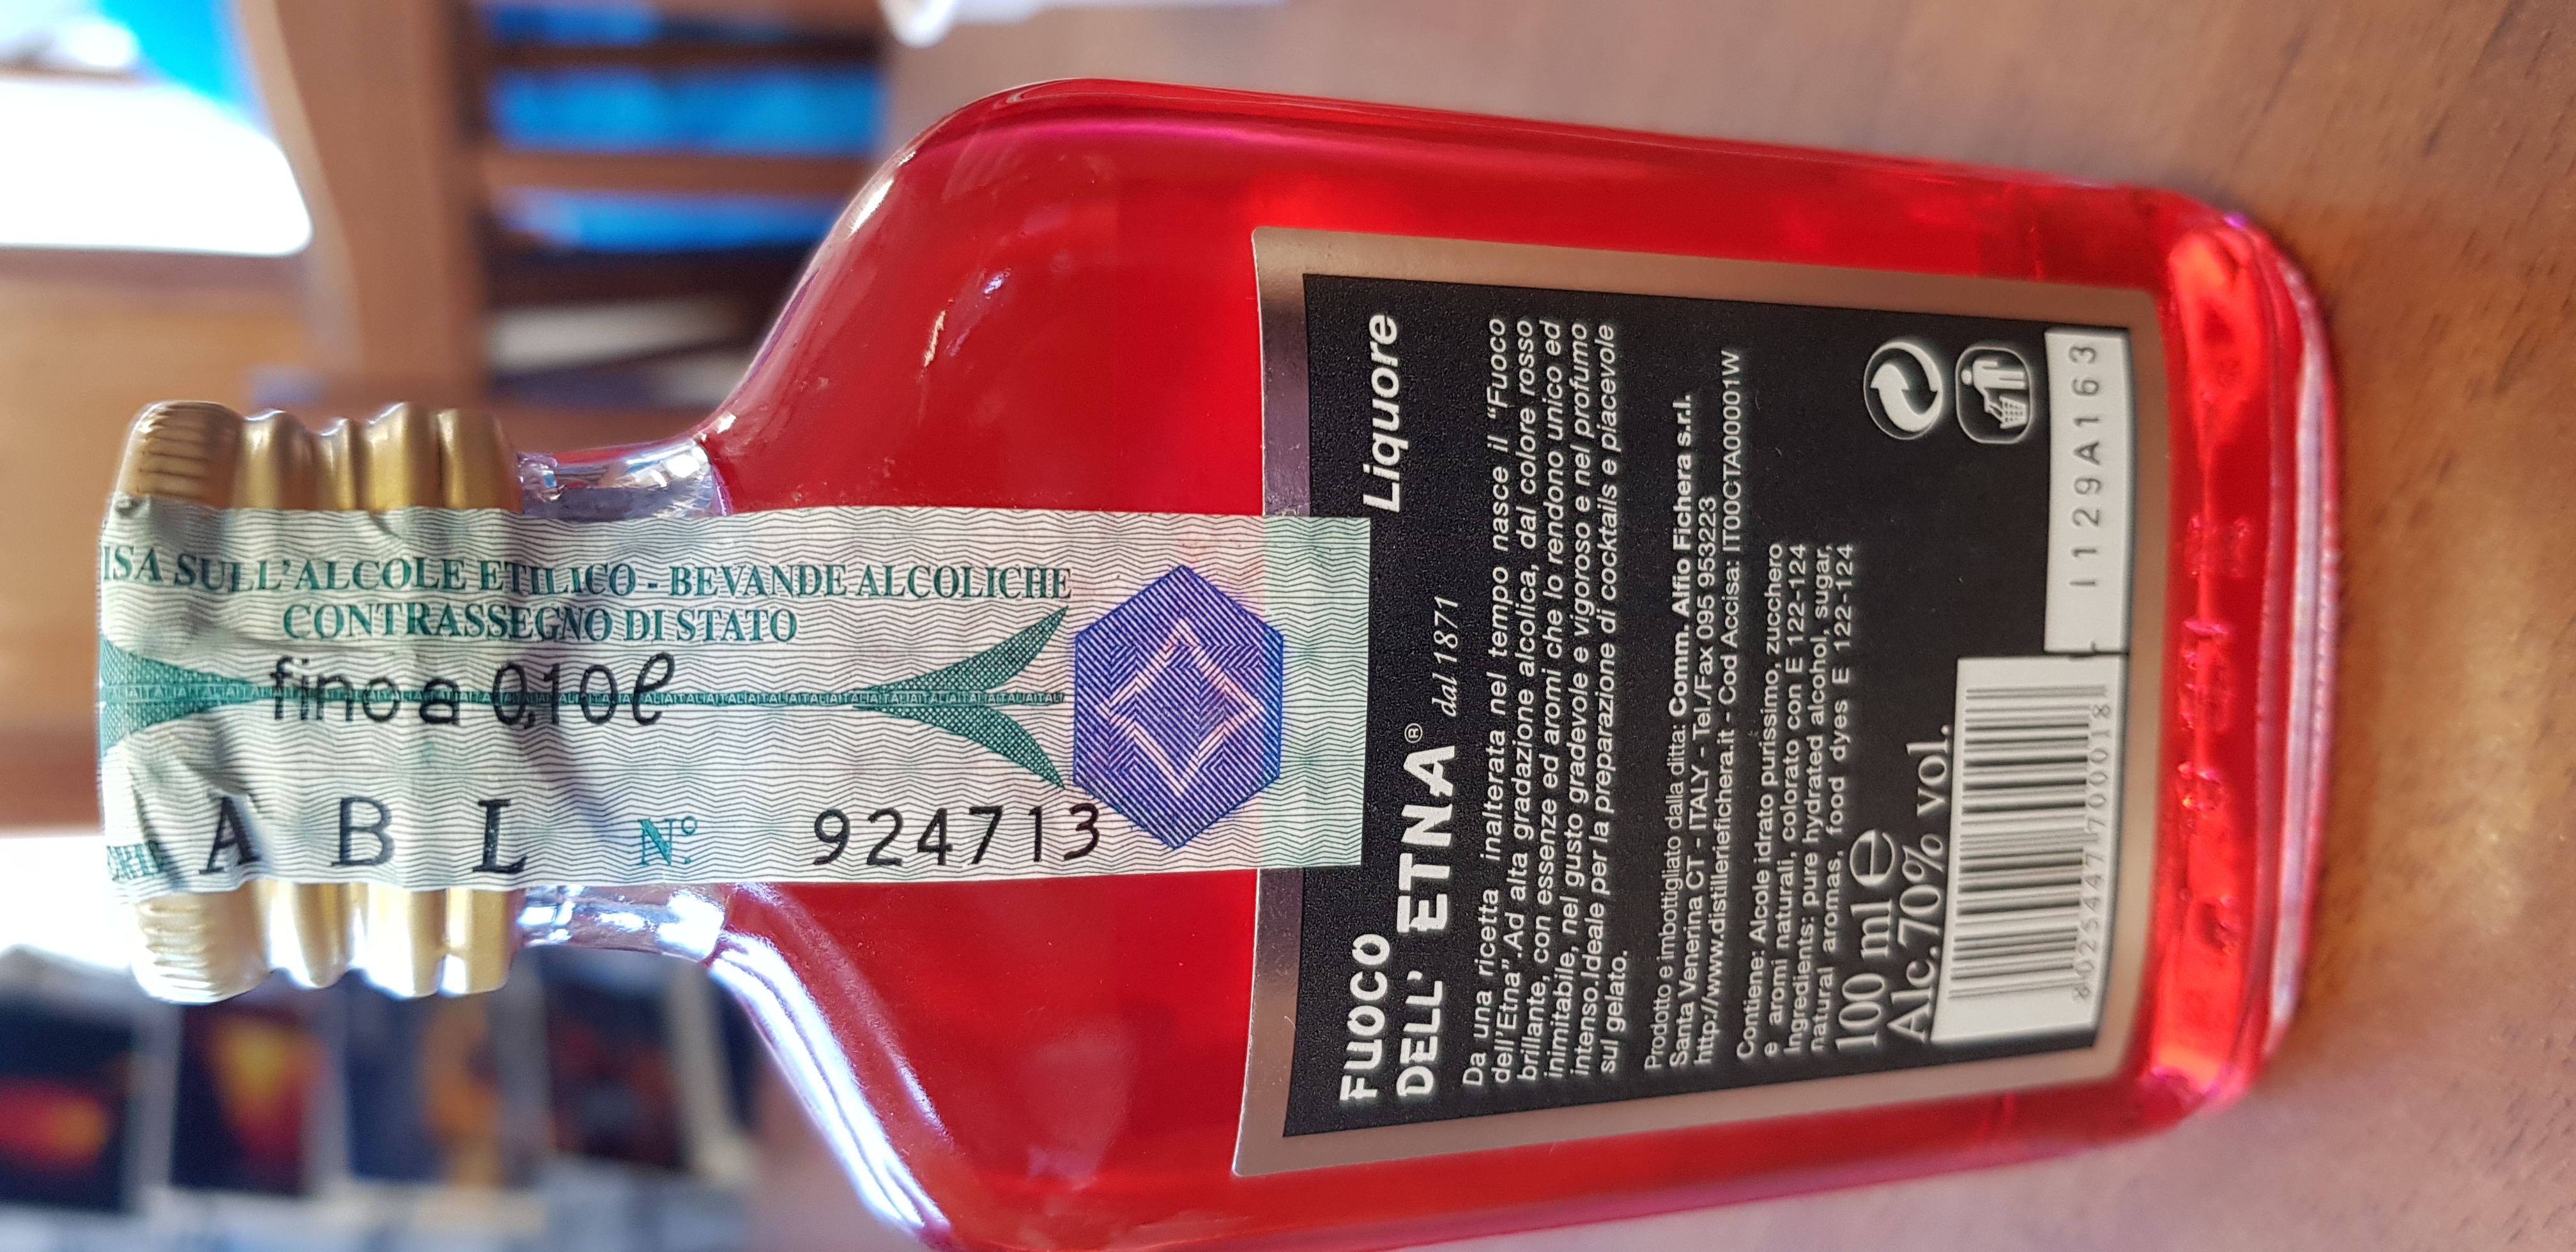 ISA SULL'ALCOLE ETILICO - BEVANDE ALCOLICHE
CONTRASSEGNO DI STATO
fino a 0,10 ℓ
A B L N.º 924713
FUOCO
DELL' ETNA® dal 1871
Liquore
Da una ricetta inalterata nel tempo nasce il “Fuoco
dell'Etna”.Ad alta gradazione alcolica, dal colore rosso
brillante, con essenze ed aromi che lo rendono unico ed
inimitabile, nel gusto gradevole e vigoroso e nel profumo
intenso.Ideale per la preparazione di cocktails e piacevole
sul gelato.
Prodotto e imbottigliato dalla ditta: Comm. Alfio Fichera s.r.l.
Santa Venerina CT - ITALY - Tel./Fax 095 953223
http://www.distilleriefichera.it - Cod Accisa: IT00CTA00001W
Contiene: Alcole idrato purissimo, zucchero
e aromi naturali, colorato con E 122-124
Ingredients: pure hydrated alcohol, sugar,
natural aromas, food dyes E 122-124
100 ml ℮
Alc.70% vol.
8 025447 700018
I129A163